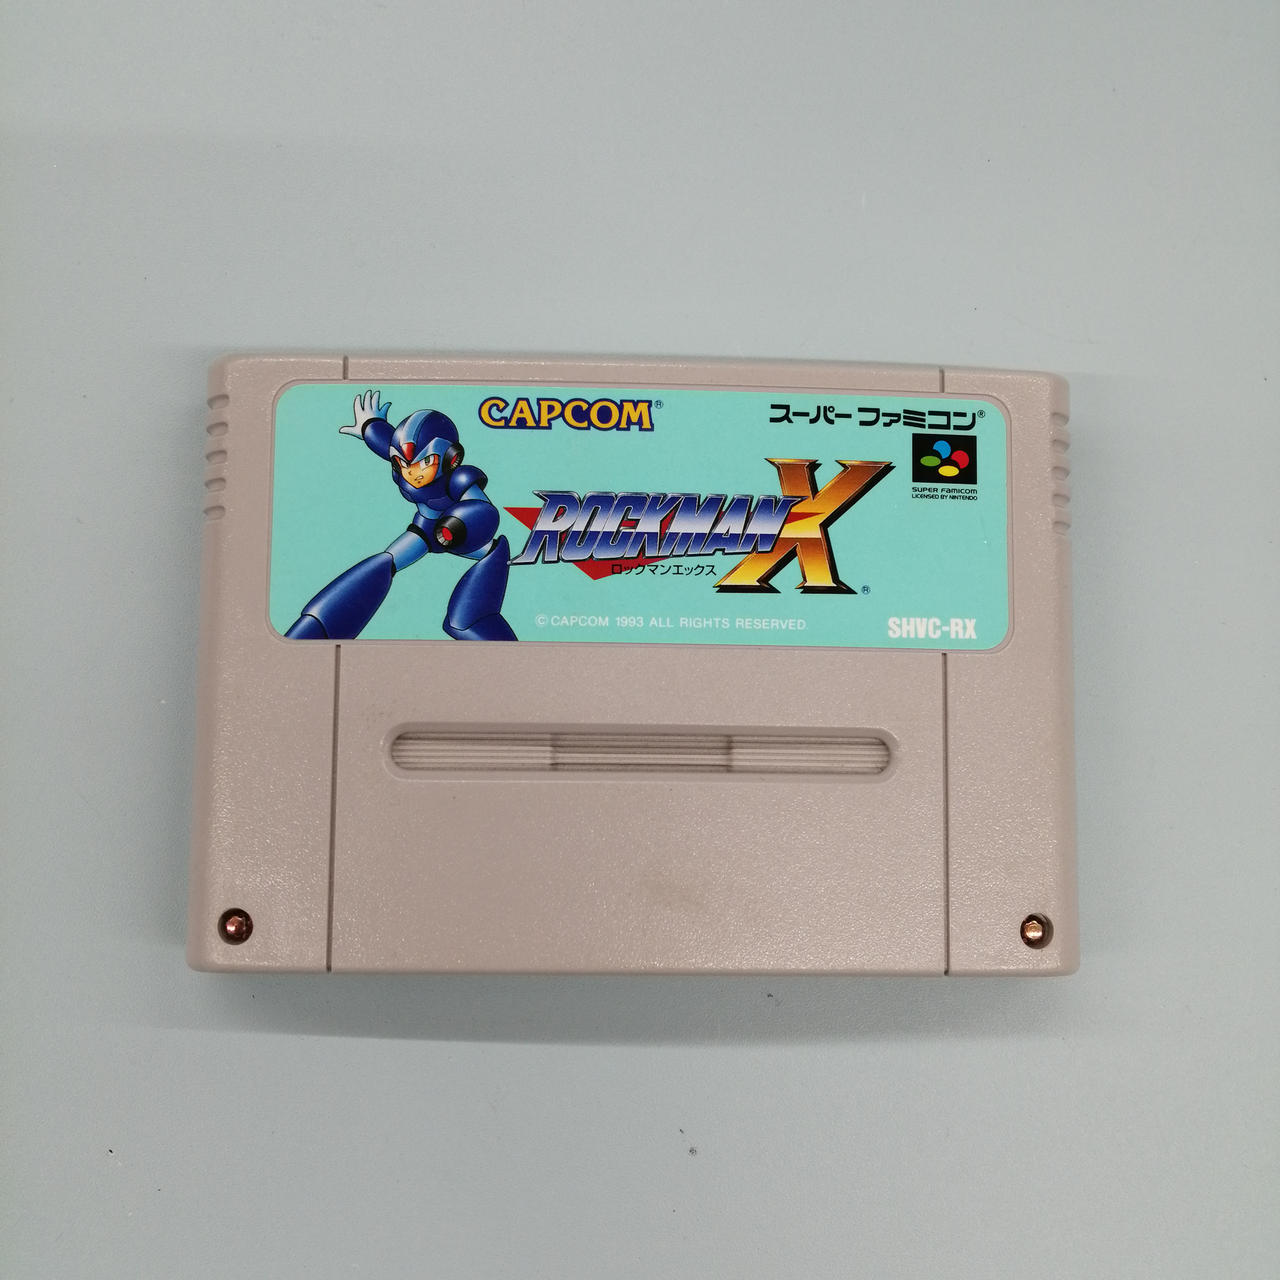 CAPCOM®
スーパーファミコン®
SUPER FAMICOM
LICENSED BY NINTENDO
ROCKMAN X®
ロックマンエックス
© CAPCOM 1993 ALL RIGHTS RESERVED.
SHVC-RX